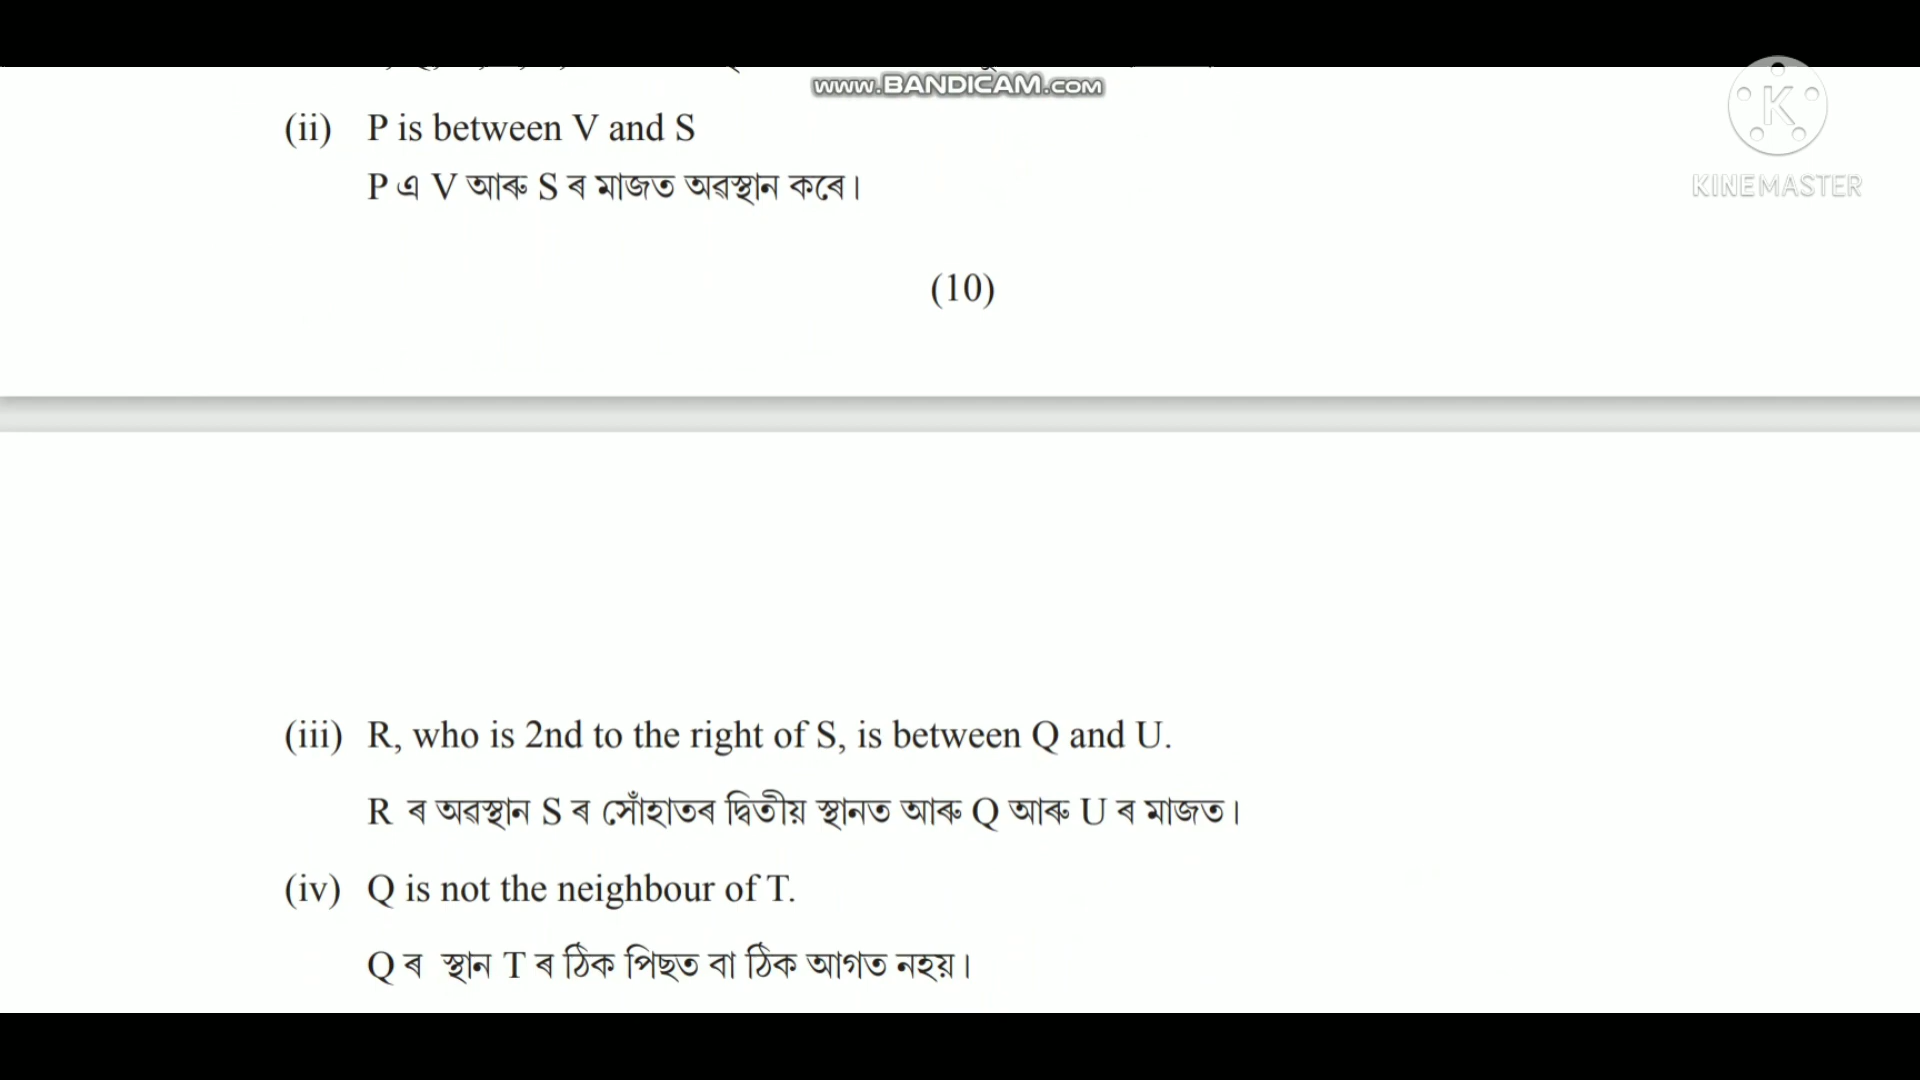 www.BANDICAM.com
K
KINEMASTER
(ii) P is between V and S
P এ V আৰু S ৰ মাজত অৱস্থান কৰে।
(10)
(iii) R, who is 2nd to the right of S, is between Q and U.
R ৰ অৱস্থান S ৰ সোঁহাতৰ দ্বিতীয় স্থানত আৰু Q আৰু U ৰ মাজত।
(iv) Q is not the neighbour of T.
Q ৰ স্থান T ৰ ঠিক পিছত বা ঠিক আগত নহয়।